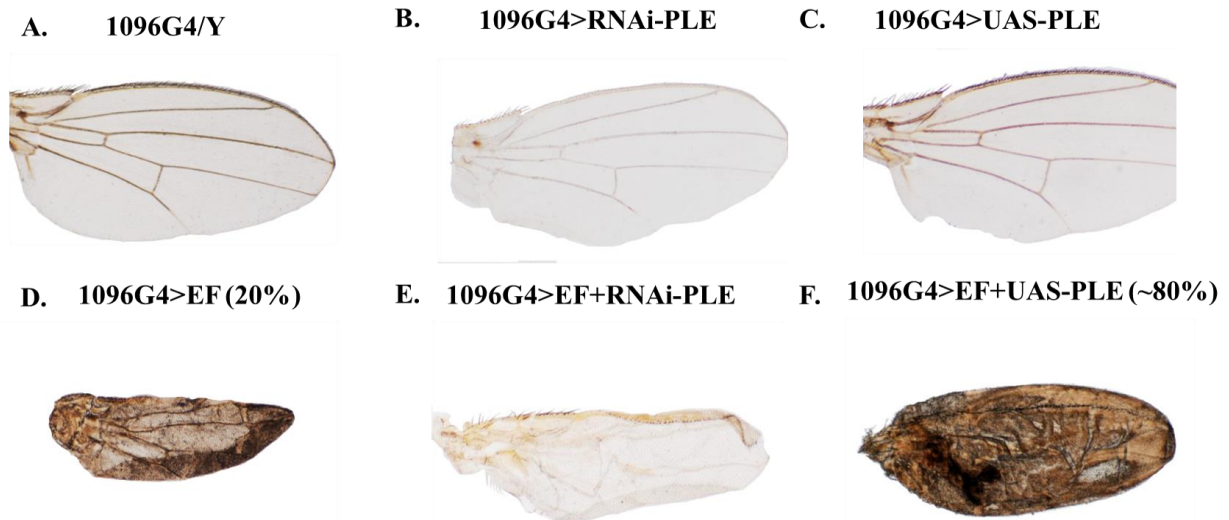 A. 1096G4/Y
B. 1096G4>RNAi-PLE
C. 1096G4>UAS-PLE
D. 1096G4>EF (20%)
E. 1096G4>EF+RNAi-PLE
F. 1096G4>EF+UAS-PLE (~80%)